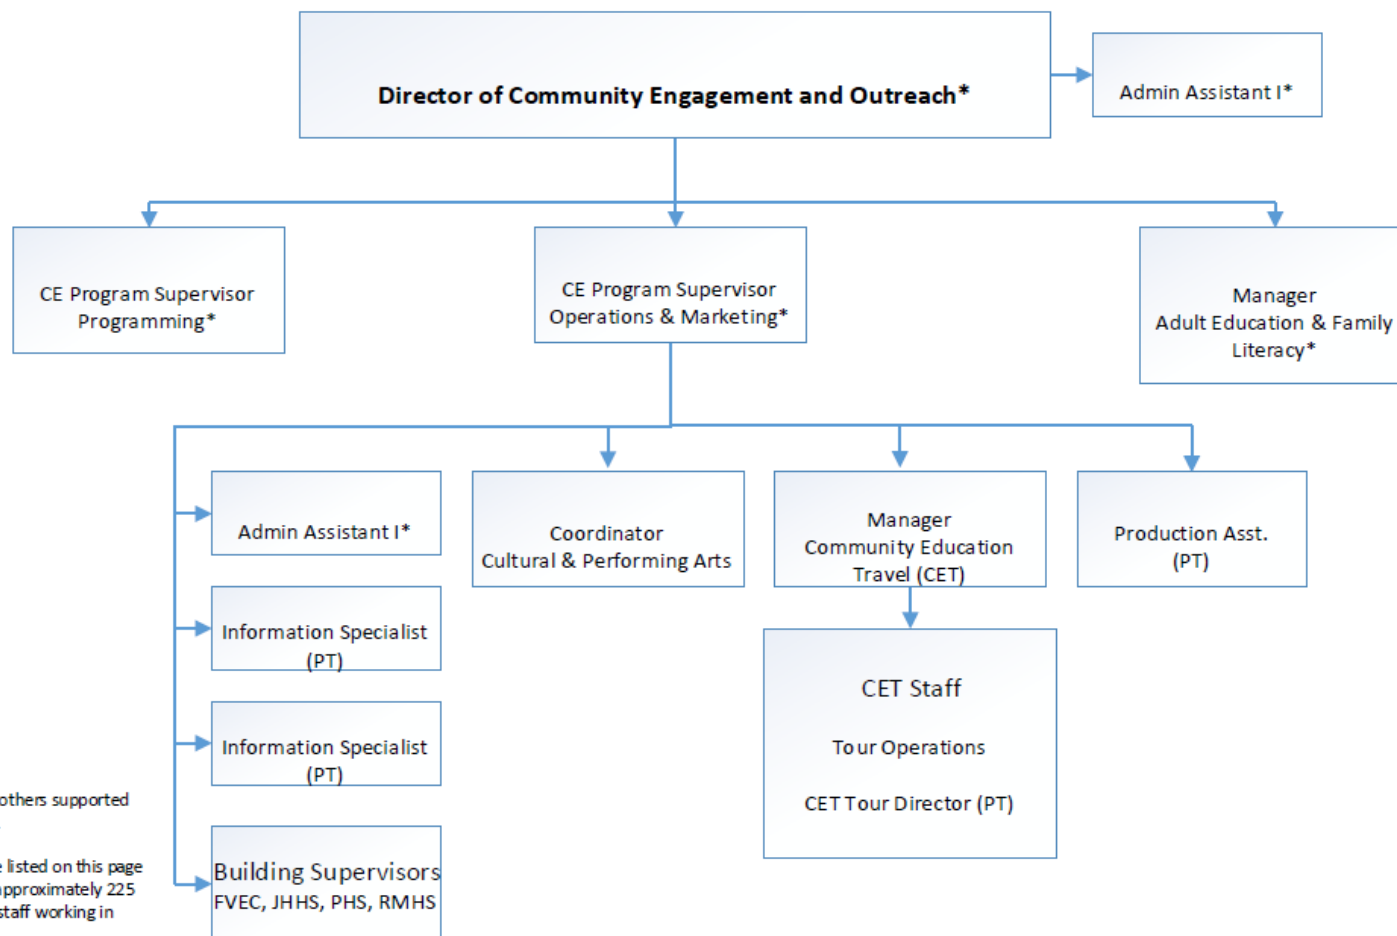 Director of Community Engagement and Outreach*
Admin Assistant I*
CE Program Supervisor
Programming*
CE Program Supervisor
Operations & Marketing*
Manager
Adult Education & Family
Literacy*
Admin Assistant I*
Coordinator
Cultural & Performing Arts
Manager
Community Education
Travel (CET)
Production Asst.
(PT)
Information Specialist
(PT)
CET Staff
Tour Operations
CET Tour Director (PT)
Information Specialist
(PT)
Building Supervisors
FVEC, JHHS, PHS, RMHS
others supported
listed on this page
approximately 225
staff working in